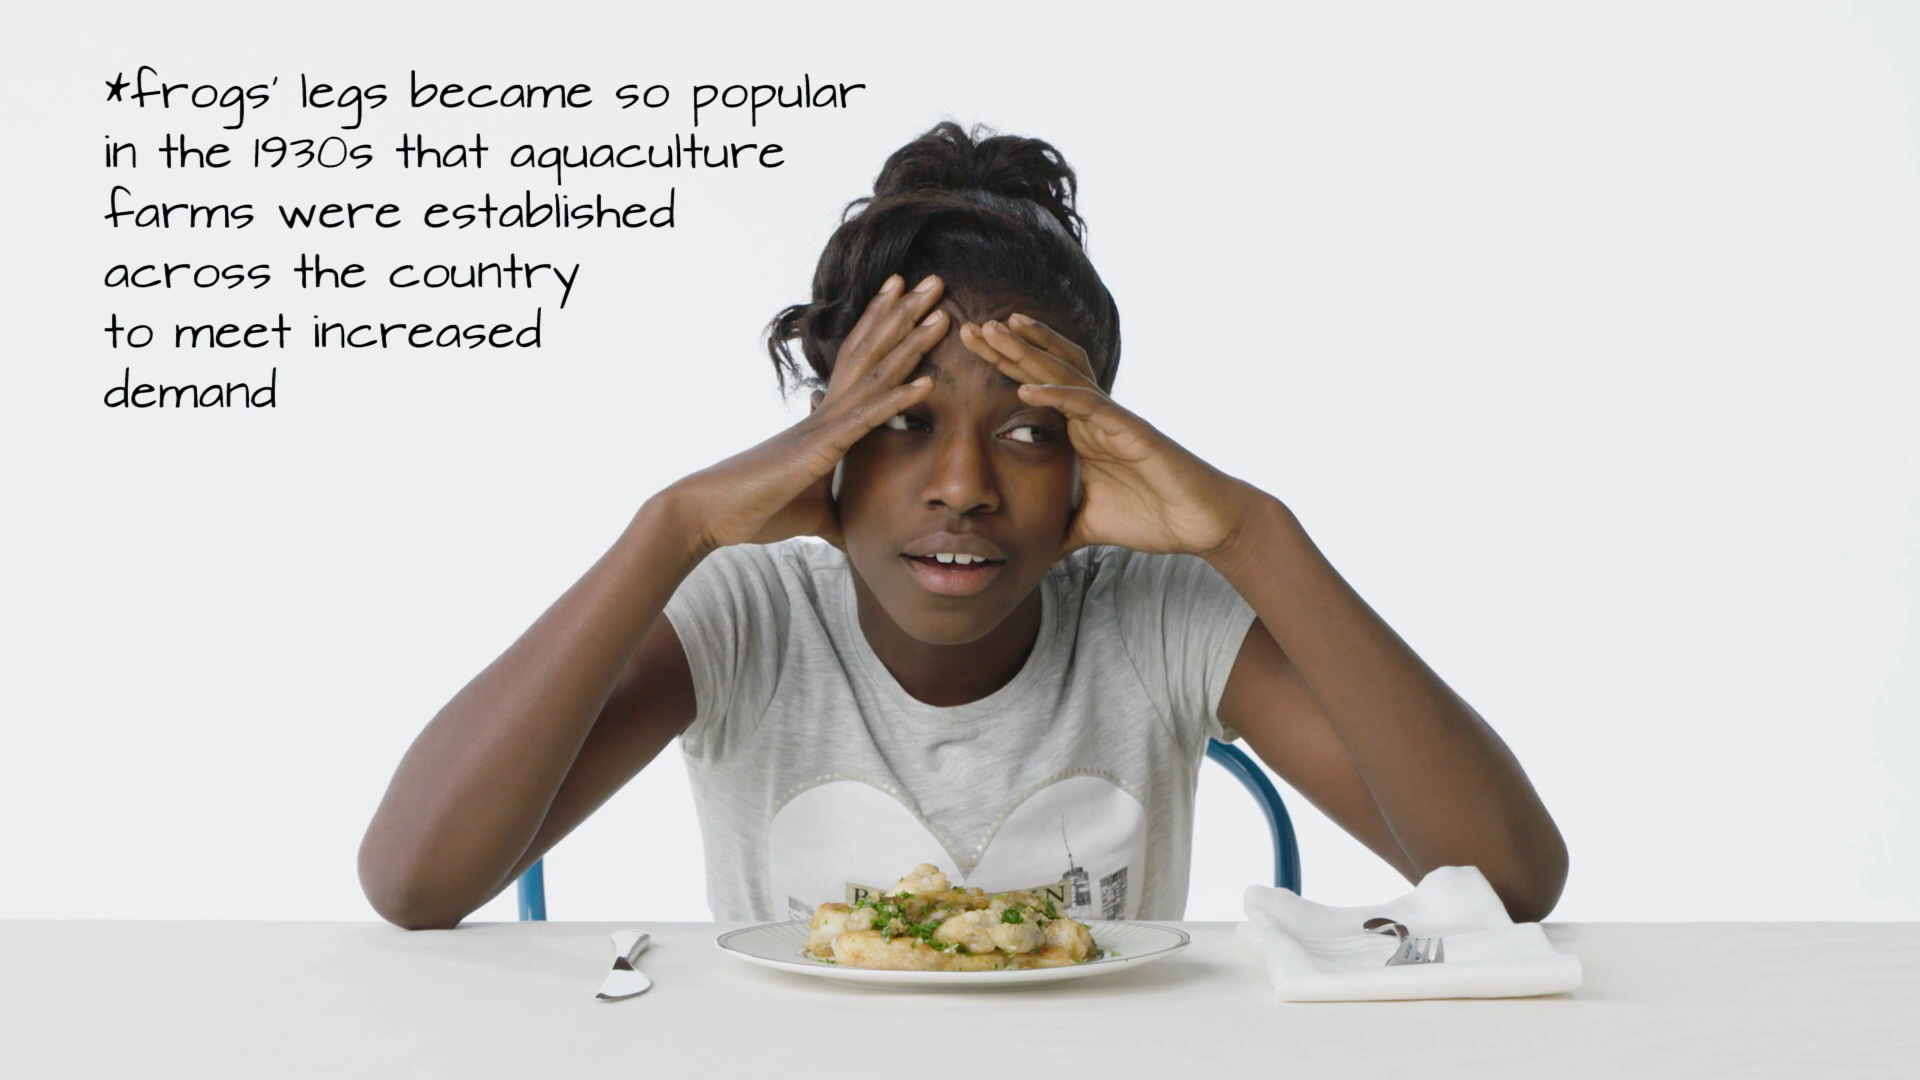 *frogs' legs became so popular
in the 1930s that aquaculture
farms were established
across the country
to meet increased
demand